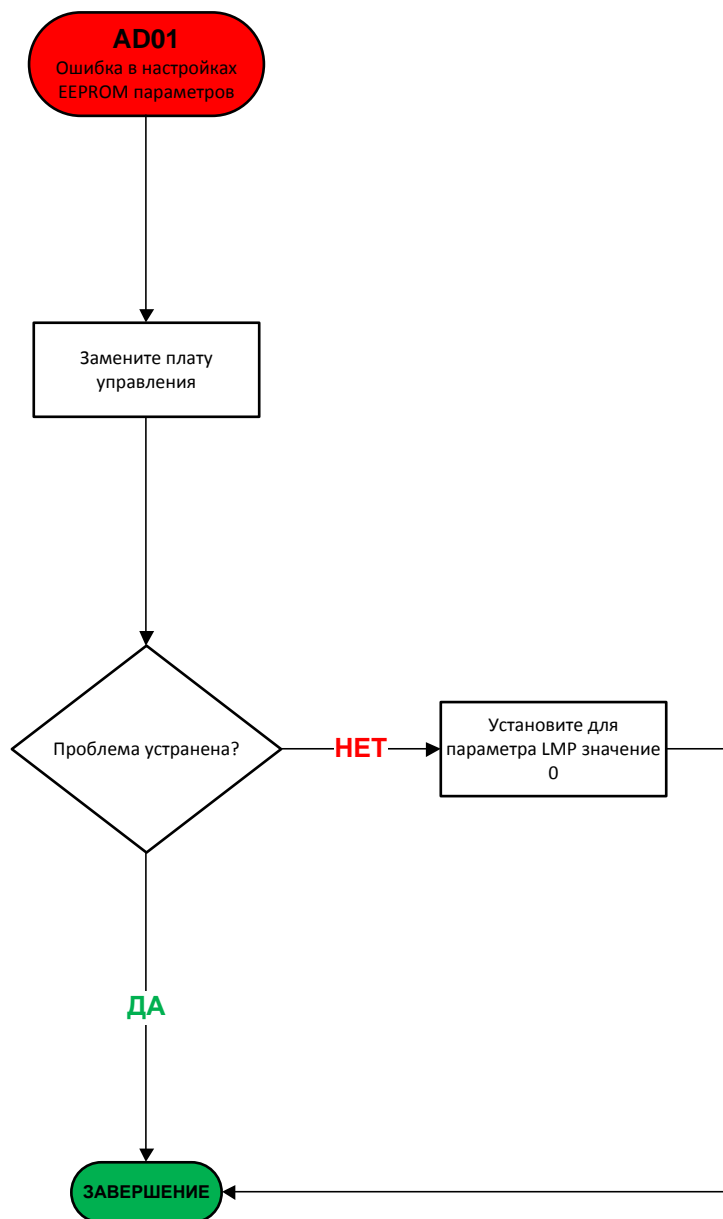 AD01
Ошибка в настройках
EEPROM параметров
Замените плату
управления
Проблема устранена?
НЕТ
Установите для
параметра LMP значение
0
ДА
ЗАВЕРШЕНИЕ